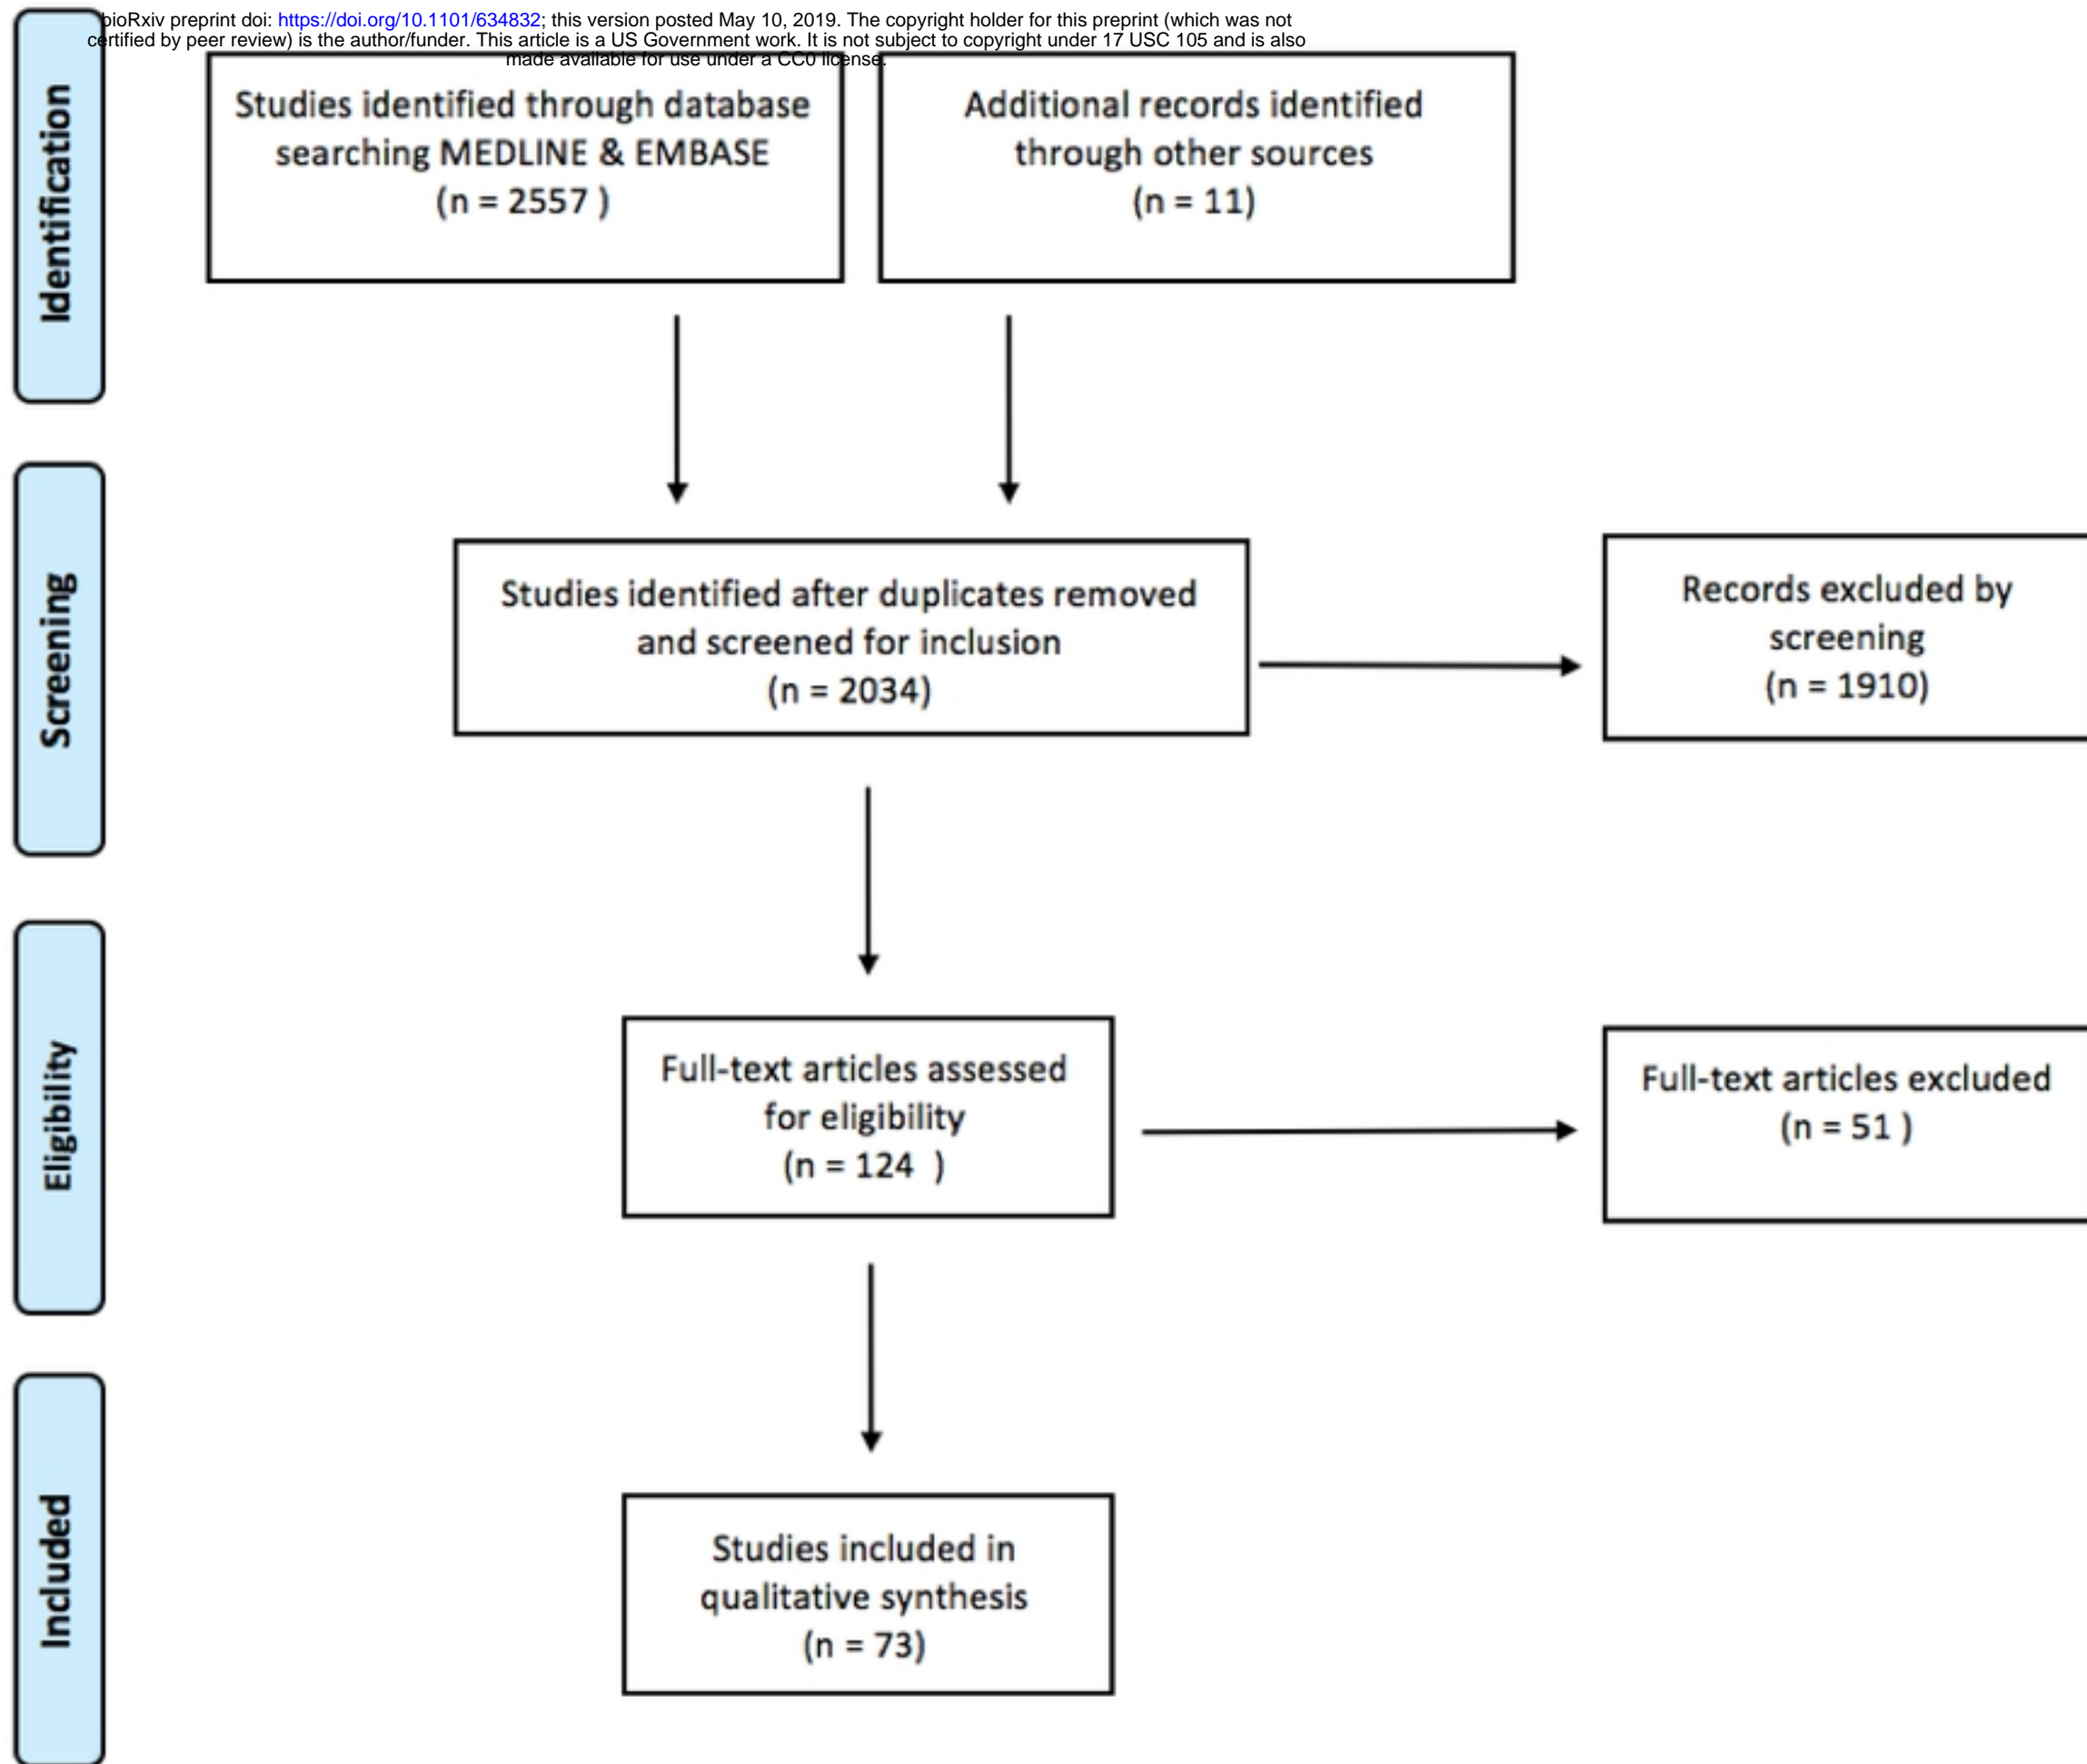 bioRxiv preprint doi: https://doi.org/10.1101/634832; this version posted May 10, 2019. The copyright holder for this preprint (which was not
certified by peer review) is the author/funder. This article is a US Government work. It is not subject to copyright under 17 USC 105 and is also
made available for use under a CC0 license.
Identification
Studies identified through database
searching MEDLINE & EMBASE
(n = 2557 )
Additional records identified
through other sources
(n = 11)
Screening
Studies identified after duplicates removed
and screened for inclusion
(n = 2034)
Records excluded by
screening
(n = 1910)
Eligibility
Full-text articles assessed
for eligibility
(n = 124  )
Full-text articles excluded
(n = 51 )
Included
Studies included in
qualitative synthesis
(n = 73)